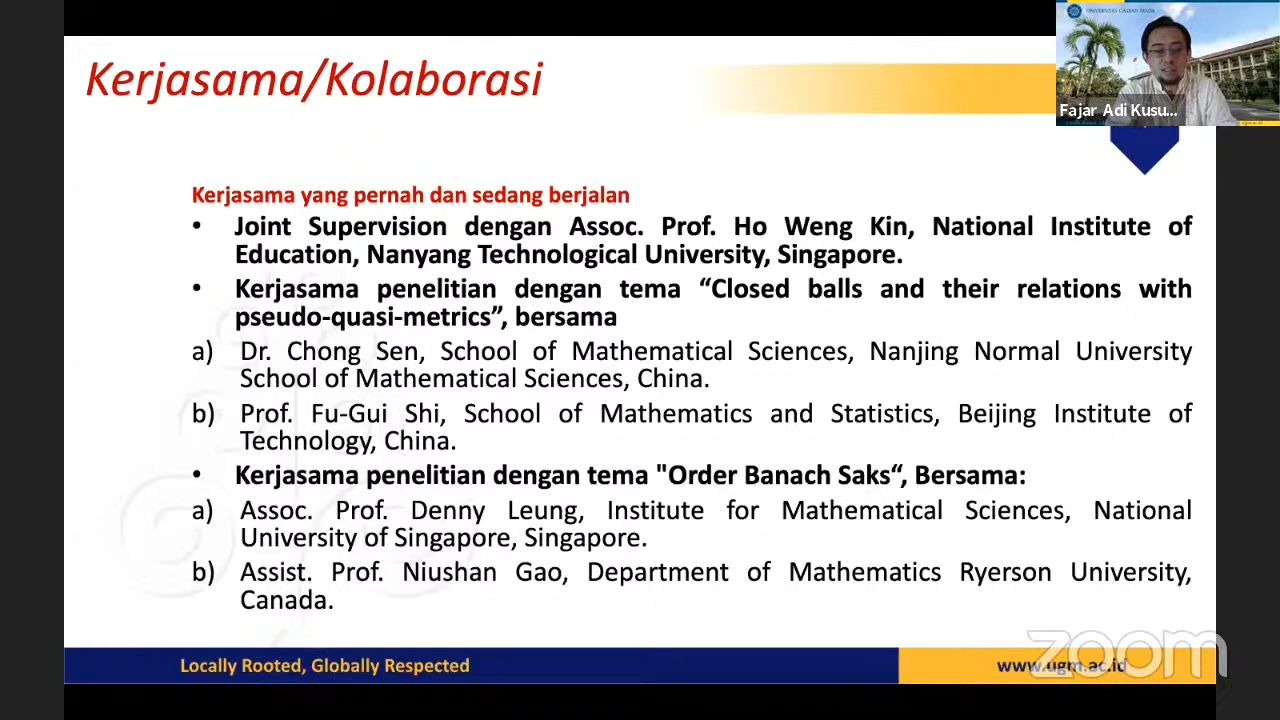 UNIVERSITAS GADJAH MADA
Kerjasama/Kolaborasi
Fajar Adi Kusu...
Kerjasama yang pernah dan sedang berjalan
• Joint Supervision dengan Assoc. Prof. Ho Weng Kin, National Institute of
Education, Nanyang Technological University, Singapore.
• Kerjasama penelitian dengan tema “Closed balls and their relations with
pseudo-quasi-metrics”, bersama
a) Dr. Chong Sen, School of Mathematical Sciences, Nanjing Normal University
School of Mathematical Sciences, China.
b) Prof. Fu-Gui Shi, School of Mathematics and Statistics, Beijing Institute of
Technology, China.
• Kerjasama penelitian dengan tema "Order Banach Saks“, Bersama:
a) Assoc. Prof. Denny Leung, Institute for Mathematical Sciences, National
University of Singapore, Singapore.
b) Assist. Prof. Niushan Gao, Department of Mathematics Ryerson University,
Canada.
Locally Rooted, Globally Respected
www.ugm.ac.id
zoom